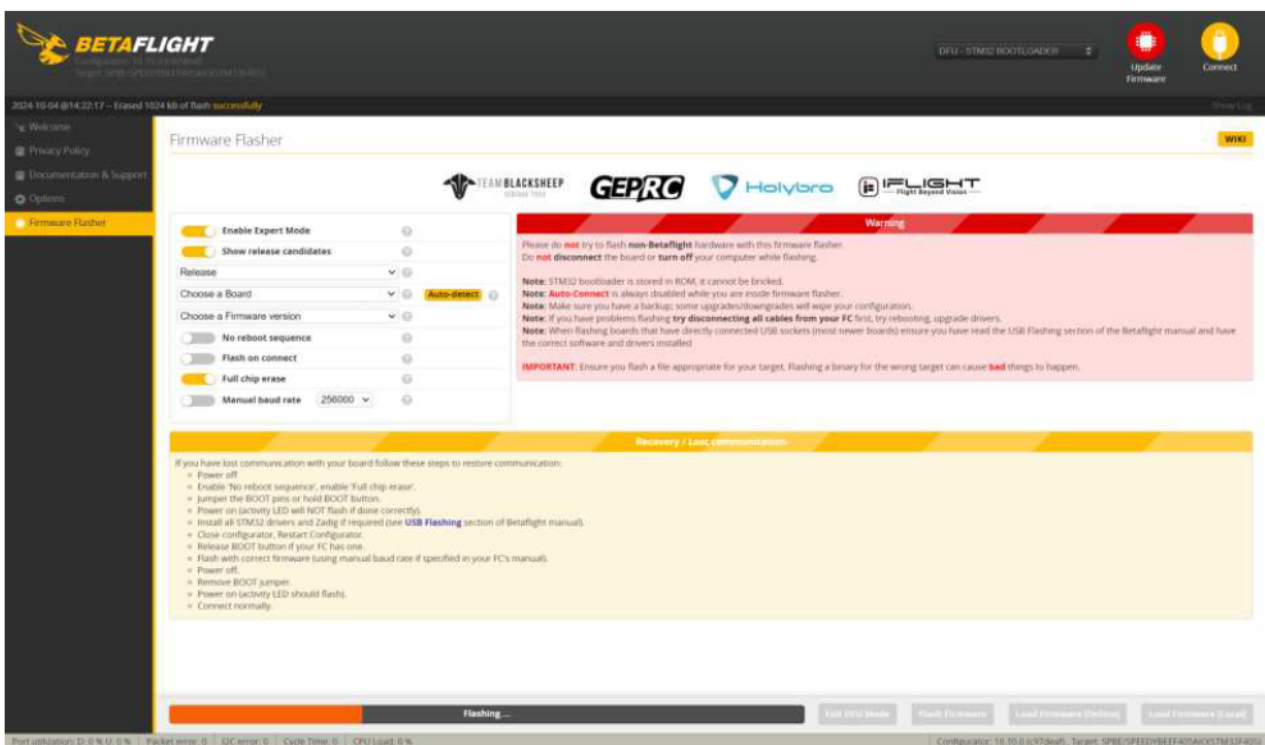 BETAFLIGHT
DFU - STM32 BOOTLOADER
Update
Firmware
Connect
2024-10-04 @14:22:17 -- Erased 1024 kB of flash successfully
Show Log
Welcome
Privacy Policy
Documentation & Support
Options
Firmware Flasher
Firmware Flasher
WIKI
TEAM BLACKSHEEP
GEPRC
Holybro
iFLIGHT
Flight Beyond Vision
Enable Expert Mode
Show release candidates
Release
Choose a Board
Auto-detect
Choose a Firmware version
No reboot sequence
Flash on connect
Full chip erase
Manual baud rate 256000
Warning
Please do not try to flash non-Betaflight hardware with this firmware flasher.
Do not disconnect the board or turn off your computer while flashing.
Note: STM32 bootloader is stored in ROM, it cannot be bricked.
Note: Auto-Connect is always disabled while you are inside firmware flasher.
Note: Make sure you have a backup; some upgrades/downgrades will wipe your configuration.
Note: If you have problems flashing try disconnecting all cables from your FC first, try rebooting, upgrade drivers.
Note: When flashing boards that have directly connected USB sockets (most newer boards) ensure you have read the USB Flashing section of the Betaflight manual and have
the correct software and drivers installed
IMPORTANT: Ensure you flash a file appropriate for your target. Flashing a binary for the wrong target can cause bad things to happen.
Recovery / Lost communication
If you have lost communication with your board follow these steps to restore communication:
Power off
Enable 'No reboot sequence', enable 'Full chip erase'.
Jumper the BOOT pins or hold BOOT button.
Power on (activity LED will NOT flash if done correctly).
Install all STM32 drivers and Zadig if required (see USB Flashing section of Betaflight manual).
Close configurator, Restart Configurator.
Release BOOT button if your FC has one.
Flash with correct firmware (using manual baud rate if specified in your FC's manual).
Power off.
Remove BOOT jumper.
Power on (activity LED should flash).
Connect normally.
Flashing...
Exit DFU Mode
Flash Firmware
Load Firmware [Online]
Load Firmware [Local]
Port utilization: D: 0 % U: 0 %
Packet error: 0
I2C error: 0
Cycle Time: 0
CPU Load: 0 %